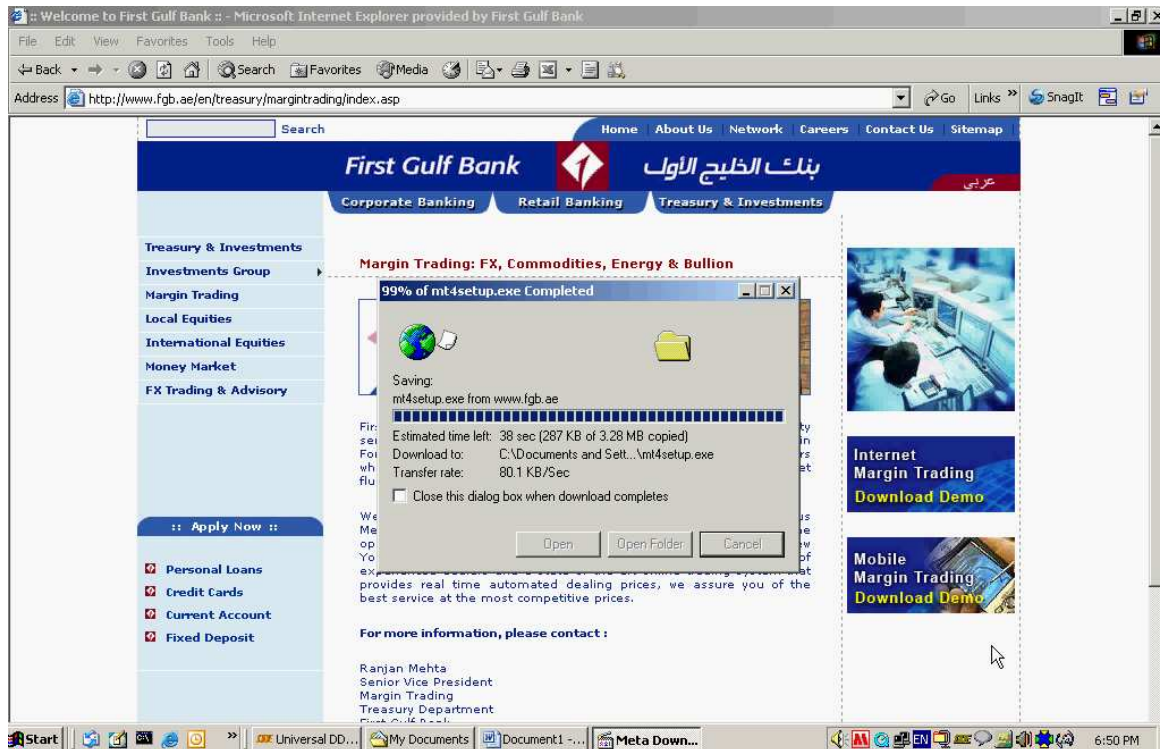 :: Welcome to First Gulf Bank :: - Microsoft Internet Explorer provided by First Gulf Bank
File Edit View Favorites Tools Help
Back Search Favorites Media
Address http://www.fgb.ae/en/treasury/margintrading/index.asp Go Links » SnagIt
Search
Home About Us Network Careers Contact Us Sitemap
First Gulf Bank 1 بنك الخليج الأول
عربي
Corporate Banking Retail Banking Treasury & Investments
Treasury & Investments
Investments Group
Margin Trading
Local Equities
International Equities
Money Market
FX Trading & Advisory
:: Apply Now ::
Personal Loans
Credit Cards
Current Account
Fixed Deposit
Margin Trading: FX, Commodities, Energy & Bullion
99% of mt4setup.exe Completed
Saving:
mt4setup.exe from www.fgb.ae
Estimated time left: 38 sec (287 KB of 3.28 MB copied)
Download to: C:\Documents and Sett...\mt4setup.exe
Transfer rate: 80.1 KB/Sec
Close this dialog box when download completes
Open Open Folder Cancel
provides real time automated dealing prices, we assure you of the
best service at the most competitive prices.
For more information, please contact :
Ranjan Mehta
Senior Vice President
Margin Trading
Treasury Department
First Gulf Bank
Internet
Margin Trading
Download Demo
Mobile
Margin Trading
Download Demo
Start » Universal DD... My Documents Document1 -... Meta Down... EN 6:50 PM